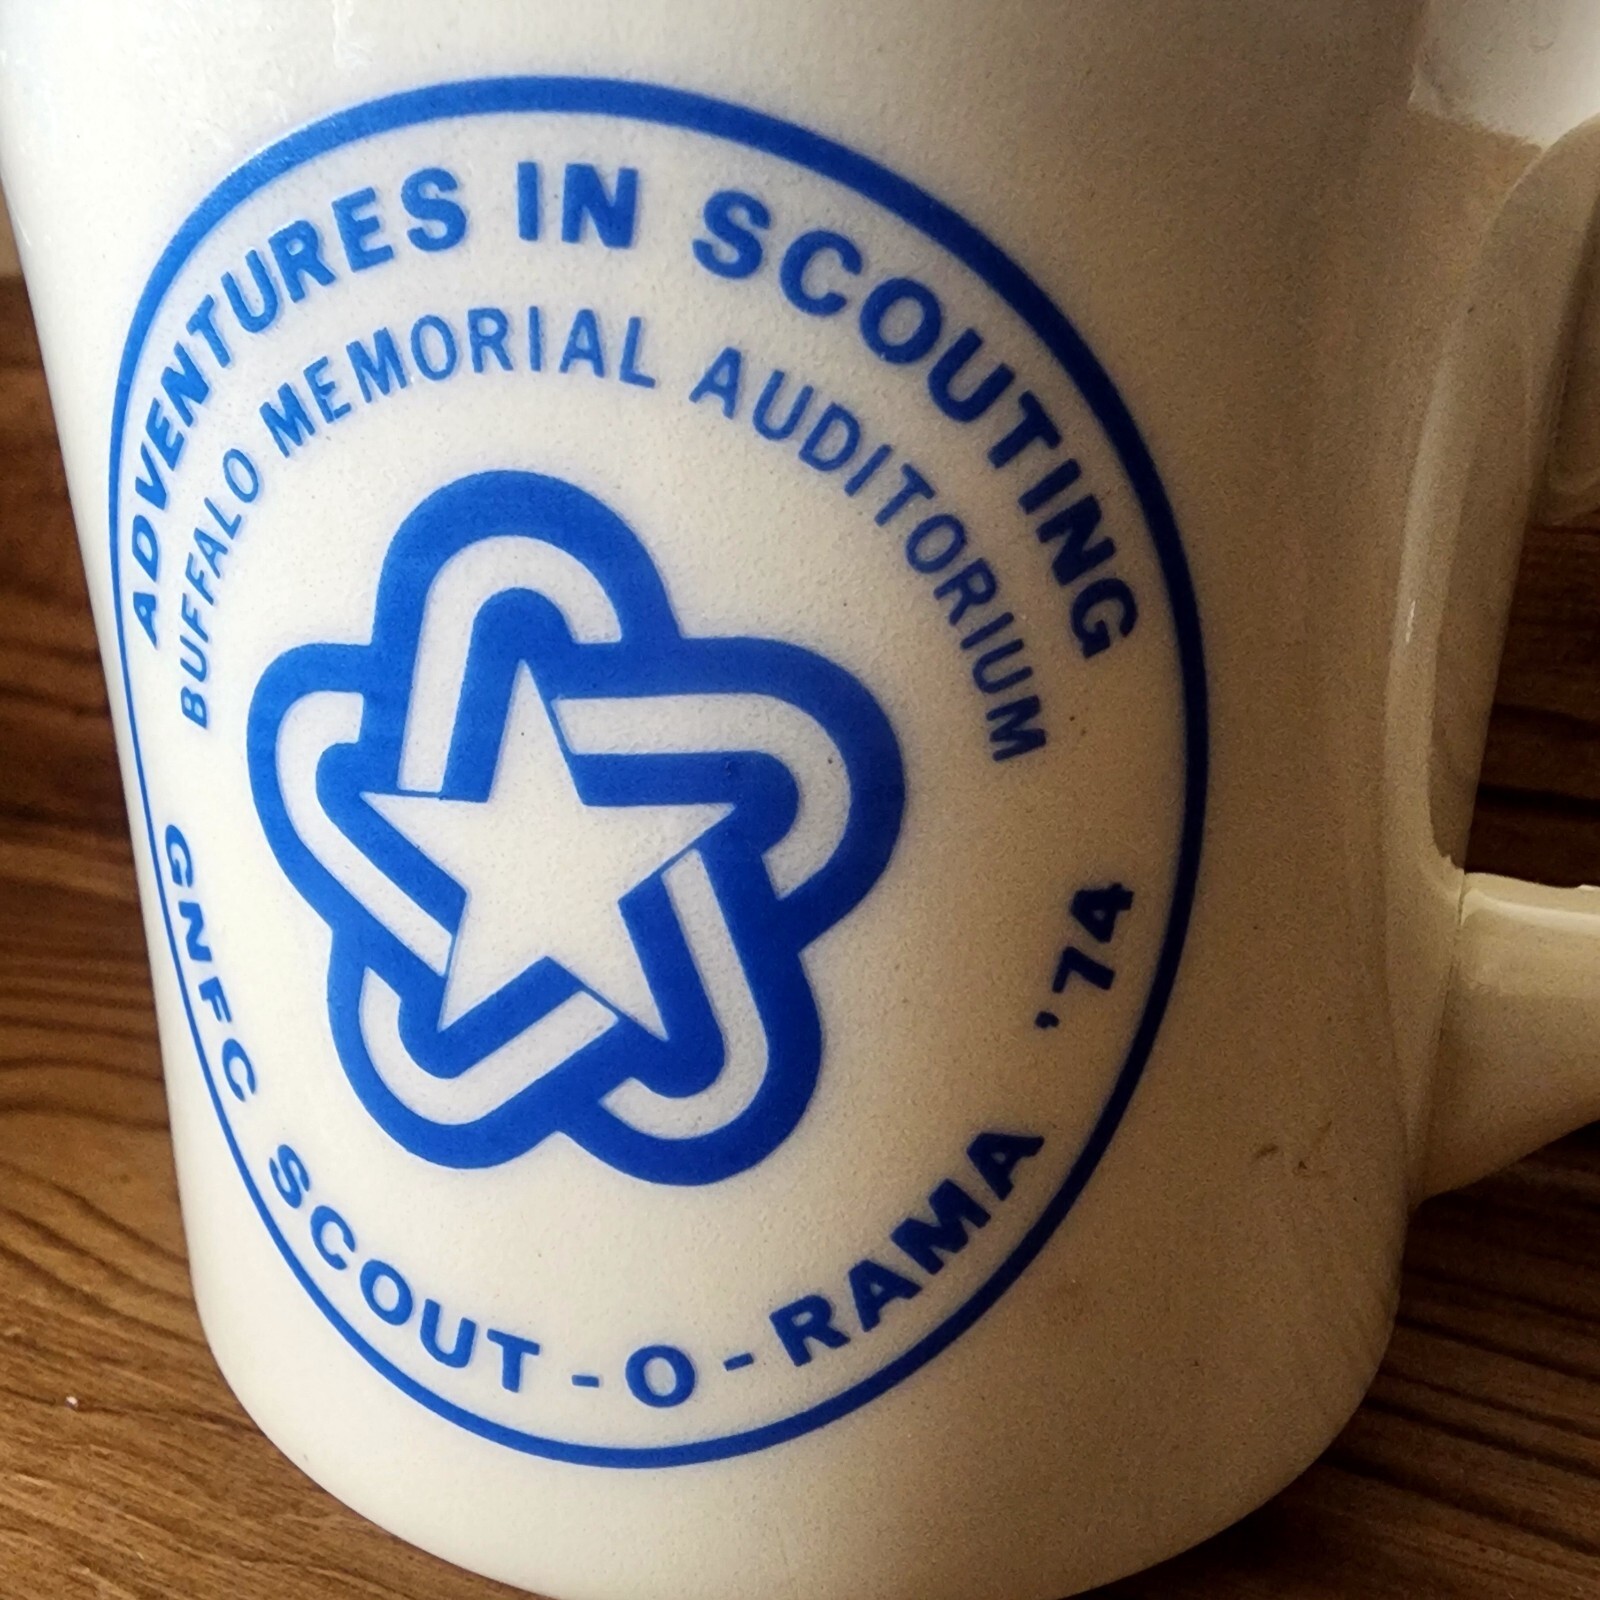 ADVENTURES IN SCOUTING
BUFFALO MEMORIAL AUDITORIUM
GNFC SCOUT-O-RAMA '74